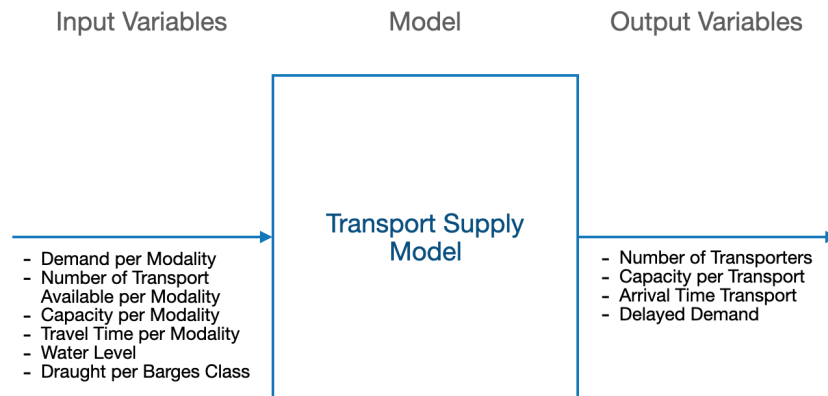 Input Variables
Model
Output Variables
Transport Supply
Model
- Demand per Modality
- Number of Transport
Available per Modality
- Capacity per Modality
- Travel Time per Modality
- Water Level
- Draught per Barges Class
- Number of Transporters
- Capacity per Transport
- Arrival Time Transport
- Delayed Demand